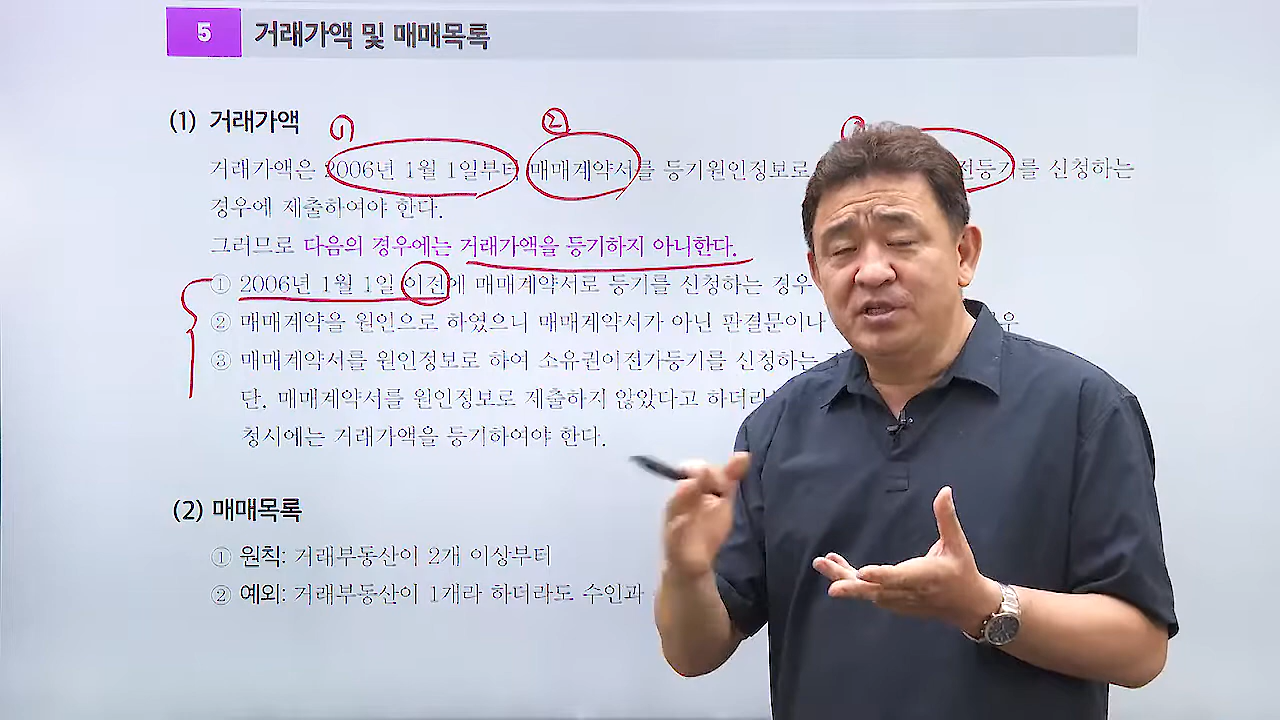 5 거래가액 및 매매목록
(1) 거래가액
① ②
거래가액은 2006년 1월 1일부터 매매계약서를 등기원인정보로 전등기를 신청하는
경우에 제출하여야 한다.
그러므로 다음의 경우에는 거래가액을 등기하지 아니한다.
① 2006년 1월 1일 이전에 매매계약서로 등기를 신청하는 경우
② 매매계약을 원인으로 하였으나 매매계약서가 아닌 판결문이나
③ 매매계약서를 원인정보로 하여 소유권이전가등기를 신청하는
단. 매매계약서를 원인정보로 제출하지 않았다고 하더라
청시에는 거래가액을 등기하여야 한다.
(2) 매매목록
① 원칙: 거래부동산이 2개 이상부터
② 예외: 거래부동산이 1개라 하더라도 수인과